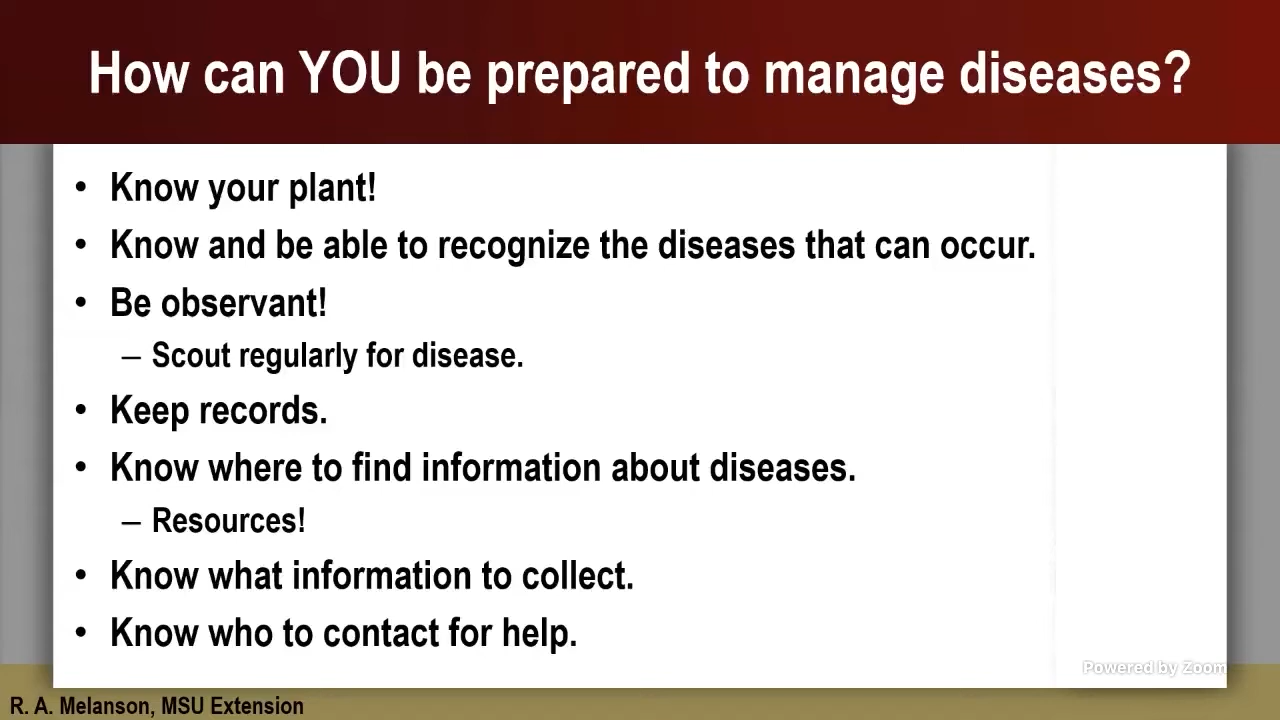 How can YOU be prepared to manage diseases?
• Know your plant!
• Know and be able to recognize the diseases that can occur.
• Be observant!
– Scout regularly for disease.
• Keep records.
• Know where to find information about diseases.
– Resources!
• Know what information to collect.
• Know who to contact for help.
Powered by Zoom
R. A. Melanson, MSU Extension